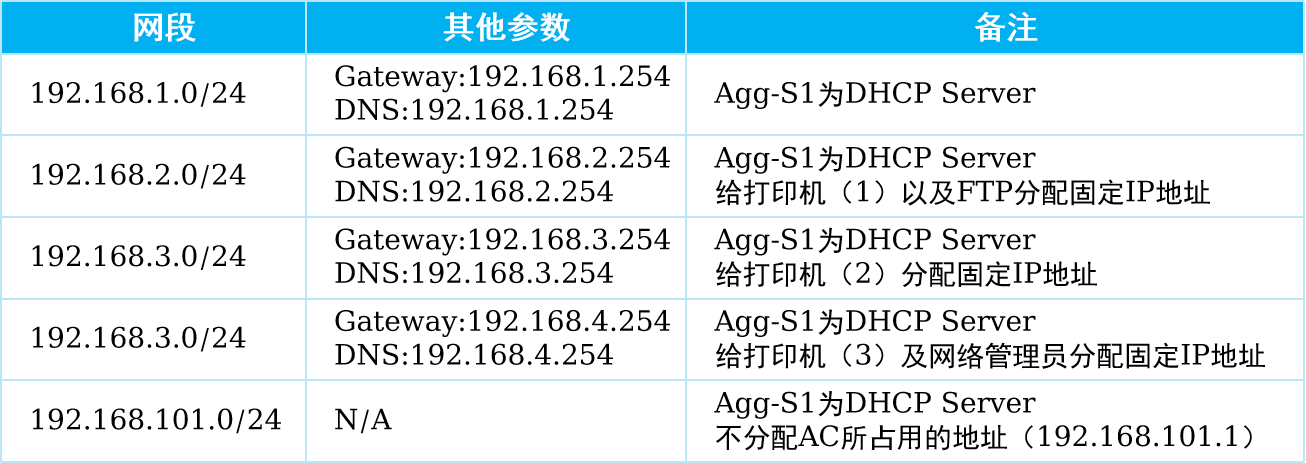 网段 其他参数 备注
192.168.1.0/24
Gateway:192.168.1.254
DNS:192.168.1.254
Agg-S1为DHCP Server
192.168.2.0/24
Gateway:192.168.2.254
DNS:192.168.2.254
Agg-S1为DHCP Server
给打印机（1）以及FTP分配固定IP地址
192.168.3.0/24
Gateway:192.168.3.254
DNS:192.168.3.254
Agg-S1为DHCP Server
给打印机（2）分配固定IP地址
192.168.3.0/24
Gateway:192.168.4.254
DNS:192.168.4.254
Agg-S1为DHCP Server
给打印机（3）及网络管理员分配固定IP地址
192.168.101.0/24
N/A
Agg-S1为DHCP Server
不分配AC所占用的地址（192.168.101.1）